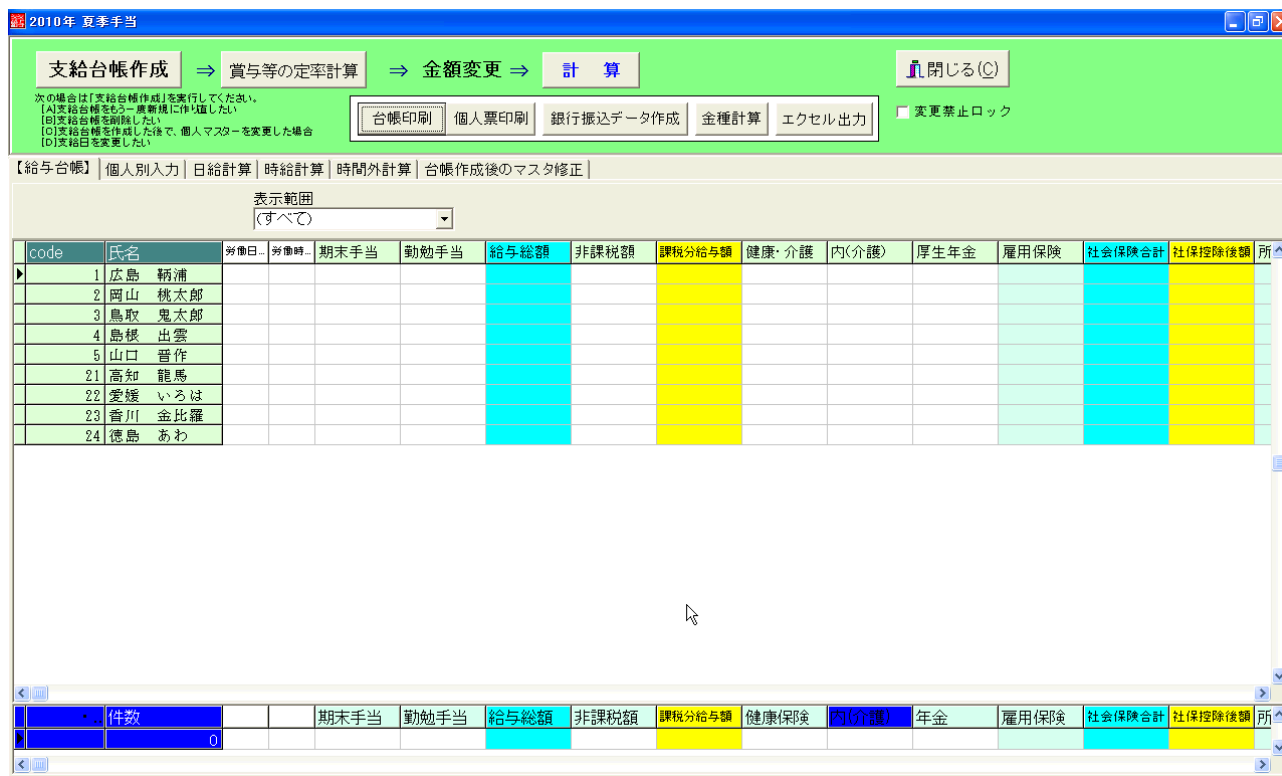 2010年 夏季手当
支給台帳作成 ⇒ 賞与等の定率計算 ⇒ 金額変更 ⇒ 計 算 閉じる(C)
次の場合は「支給台帳作成」を実行してください。
[A]支給台帳をもう一度新規に作り直したい
[B]支給台帳を削除したい
[C]支給台帳を作成した後で、個人マスターを変更した場合
[D]支給日を変更したい
台帳印刷 個人票印刷 銀行振込データ作成 金種計算 エクセル出力 変更禁止ロック
【給与台帳】 個人別入力 日給計算 時給計算 時間外計算 台帳作成後のマスタ修正
表示範囲
(すべて)
code 氏名 労働日... 労働時... 期末手当 勤勉手当 給与総額 非課税額 課税分給与額 健康・介護 内(介護) 厚生年金 雇用保険 社会保険合計 社保控除後額 所
1 広島 鞆浦
2 岡山 桃太郎
3 鳥取 鬼太郎
4 島根 出雲
5 山口 晋作
21 高知 龍馬
22 愛媛 いろは
23 香川 金比羅
24 徳島 あわ
件数 期末手当 勤勉手当 給与総額 非課税額 課税分給与額 健康保険 内(介護) 年金 雇用保険 社会保険合計 社保控除後額 所
0